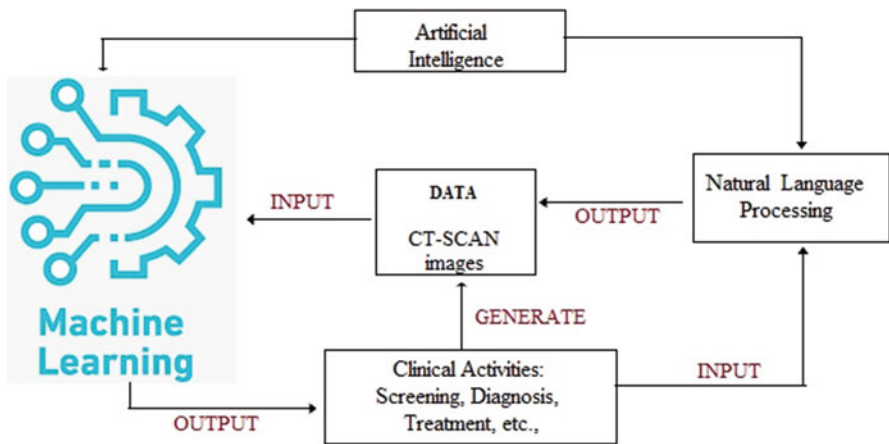 Artificial
Intelligence
Natural Language
Processing
DATA
CT-SCAN
images
INPUT
OUTPUT
Machine
Learning
GENERATE
Clinical Activities:
Screening, Diagnosis,
Treatment, etc.,
INPUT
OUTPUT